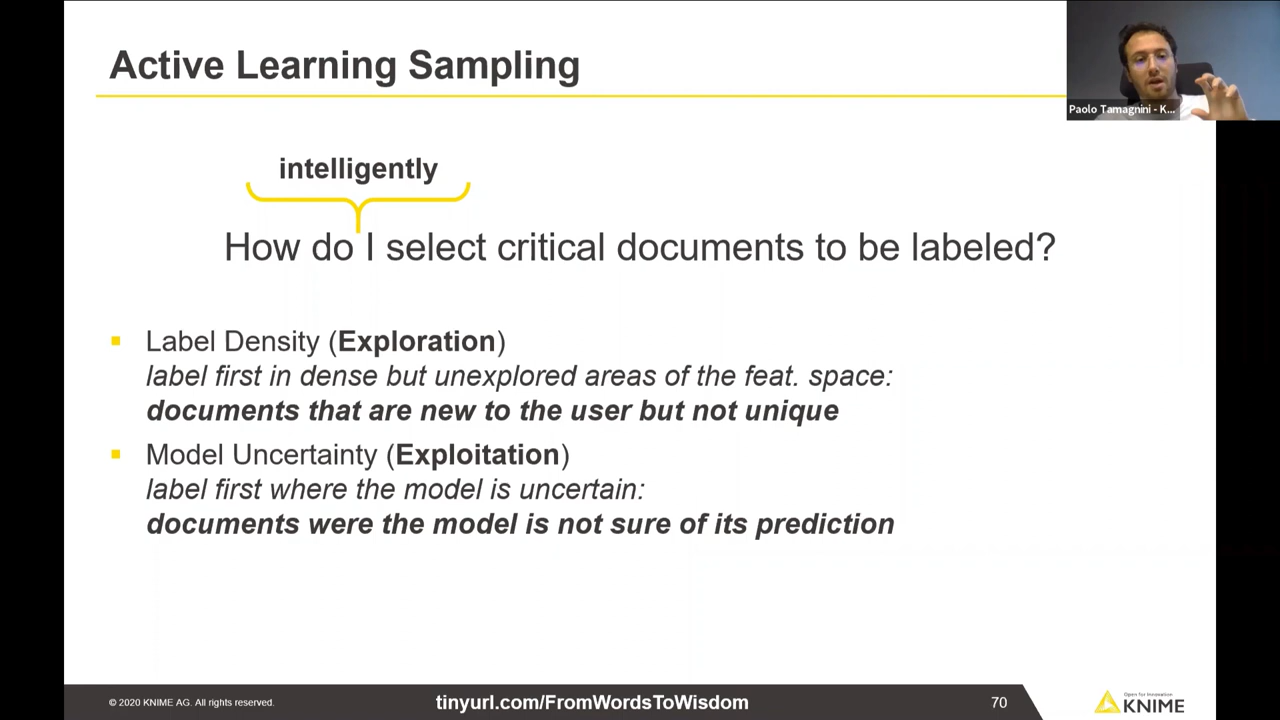 Active Learning Sampling
Paolo Tamagnini - K...
intelligently
How do I select critical documents to be labeled?
▪ Label Density (Exploration)
label first in dense but unexplored areas of the feat. space:
documents that are new to the user but not unique
▪ Model Uncertainty (Exploitation)
label first where the model is uncertain:
documents were the model is not sure of its prediction
© 2020 KNIME AG. All rights reserved.
tinyurl.com/FromWordsToWisdom
70
Open for Innovation
KNIME